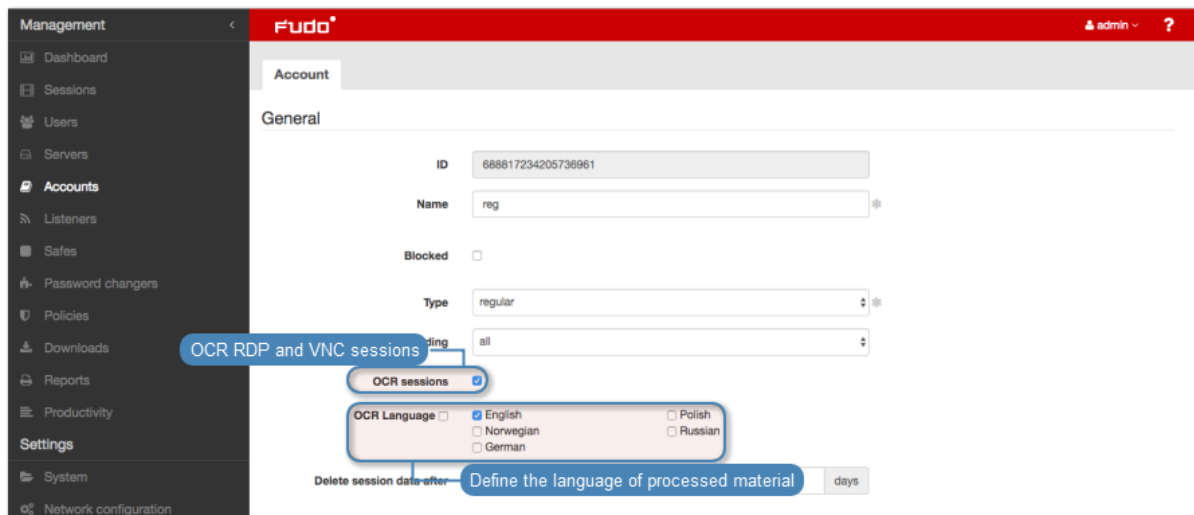 Management
Fudo
admin
?
Dashboard
Sessions
Users
Servers
Accounts
Listeners
Safes
Password changers
Policies
Downloads
Reports
Productivity
Settings
System
Network configuration
Account
General
ID 688817234205736961
Name reg
Blocked
Type regular
ding all
OCR RDP and VNC sessions
OCR sessions
OCR Language English Polish
Norwegian Russian
German
Delete session data after days
Define the language of processed material